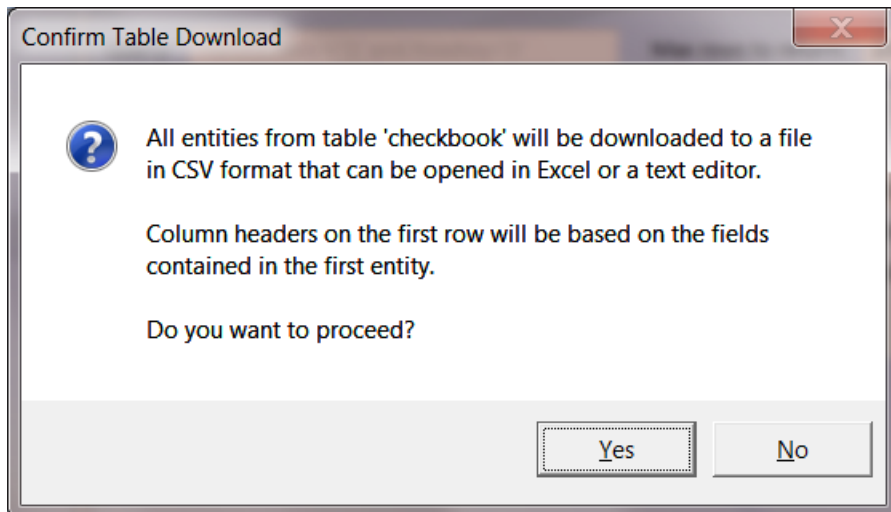 Confirm Table Download
All entities from table 'checkbook' will be downloaded to a file
in CSV format that can be opened in Excel or a text editor.
Column headers on the first row will be based on the fields
contained in the first entity.
Do you want to proceed?
Yes
No